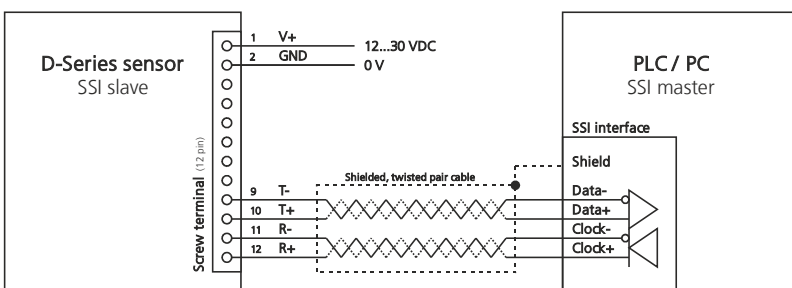 D-Series sensor
SSI slave
Screw terminal (12 pin)
1 V+ 12...30 VDC
2 GND 0 V
9 T-
10 T+
11 R-
12 R+
Shielded, twisted pair cable
PLC / PC
SSI master
SSI interface
Shield
Data-
Data+
Clock-
Clock+